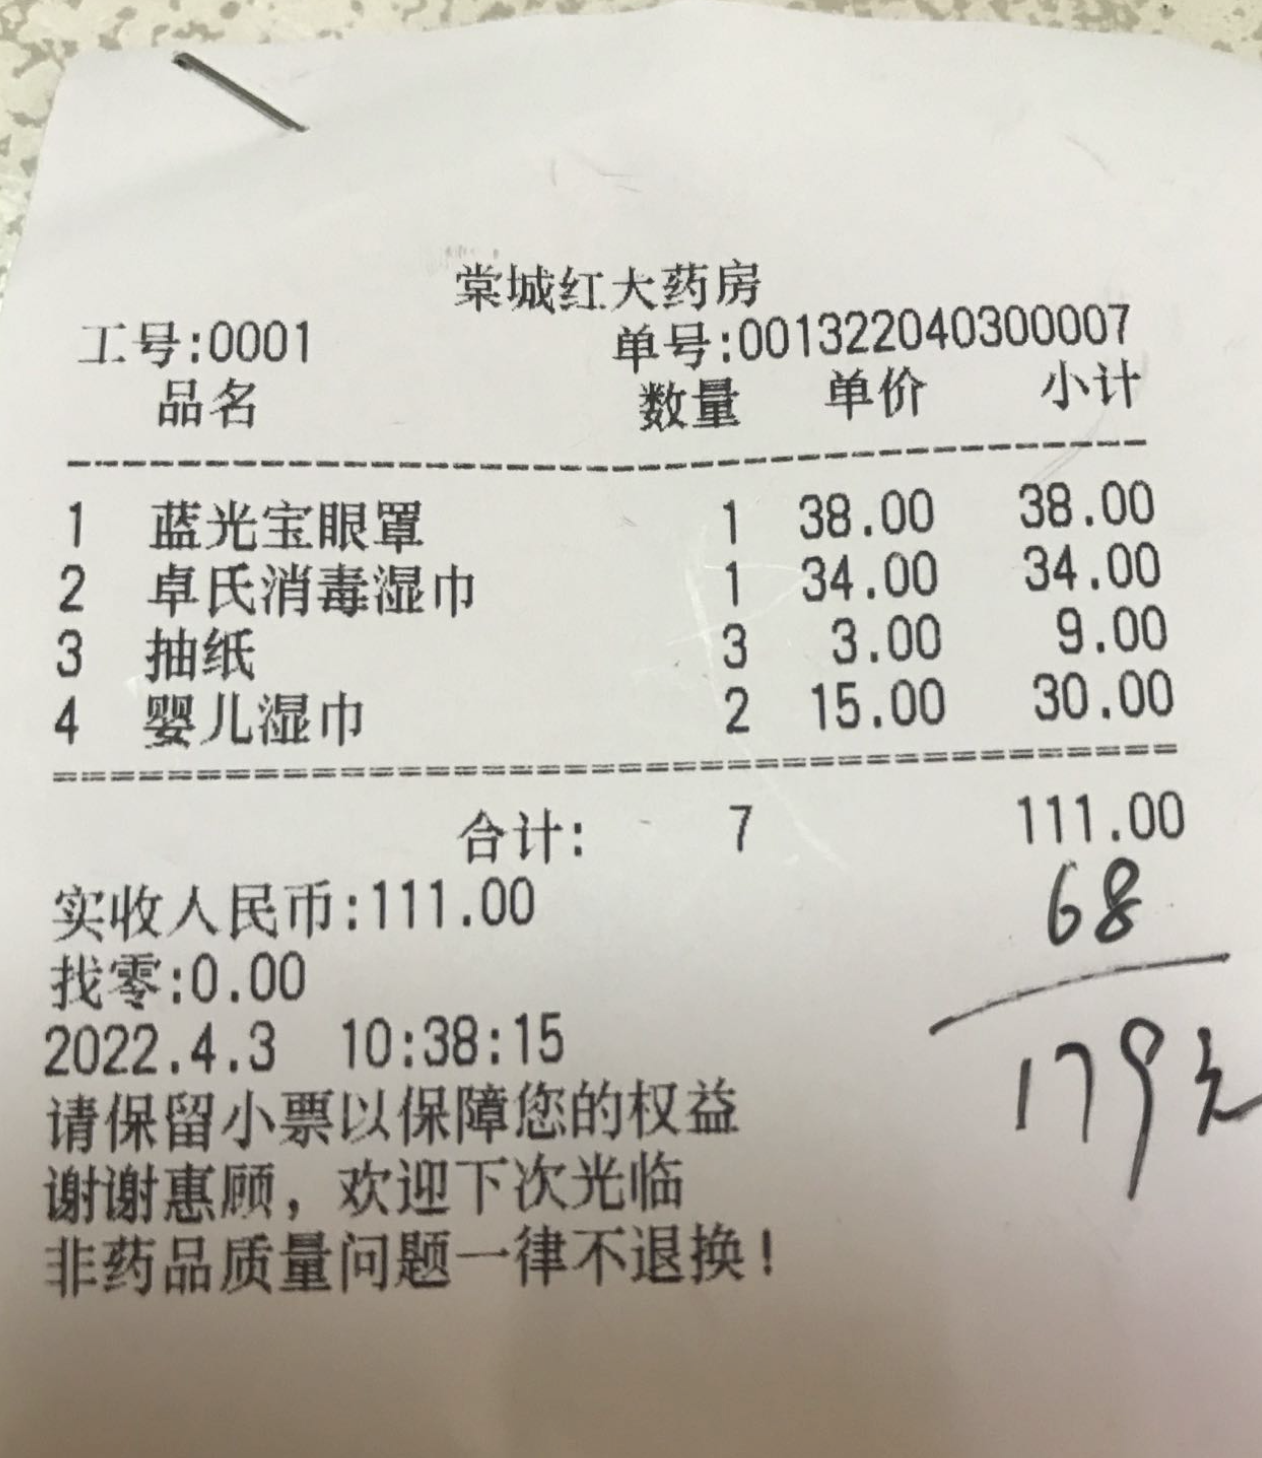 棠城红大药房
工号:0001 单号:001322040300007
品名 数量 单价 小计
1 蓝光宝眼罩 1 38.00 38.00
2 卓氏消毒湿巾 1 34.00 34.00
3 抽纸 3 3.00 9.00
4 婴儿湿巾 2 15.00 30.00
合计: 7 111.00
68
实收人民币:111.00
找零:0.00
179元
2022.4.3 10:38:15
请保留小票以保障您的权益
谢谢惠顾，欢迎下次光临
非药品质量问题一律不退换!